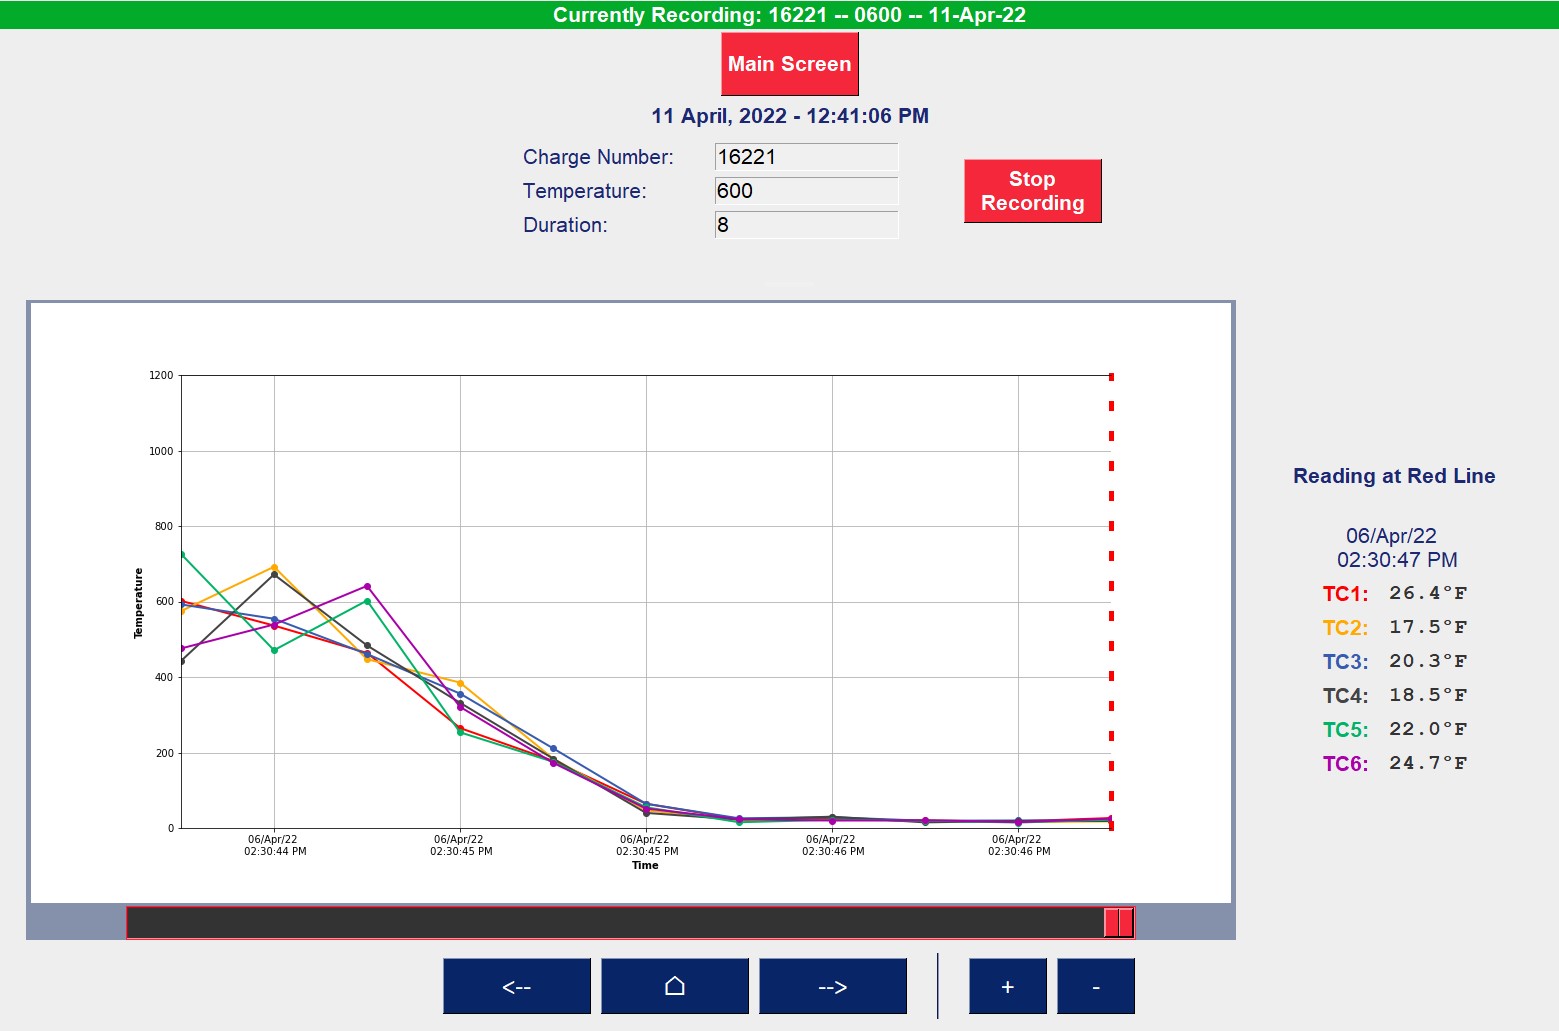 Currently Recording: 16221 -- 0600 -- 11-Apr-22
Main Screen
11 April, 2022 - 12:41:06 PM
Charge Number: 16221
Temperature: 600
Duration: 8
Stop
Recording
1200
1000
800
600
400
200
0
Temperature
06/Apr/22 06/Apr/22 06/Apr/22 06/Apr/22 06/Apr/22
02:30:44 PM 02:30:45 PM 02:30:45 PM 02:30:46 PM 02:30:46 PM
Time
Reading at Red Line
06/Apr/22
02:30:47 PM
TC1: 26.4°F
TC2: 17.5°F
TC3: 20.3°F
TC4: 18.5°F
TC5: 22.0°F
TC6: 24.7°F
<-- --> + -